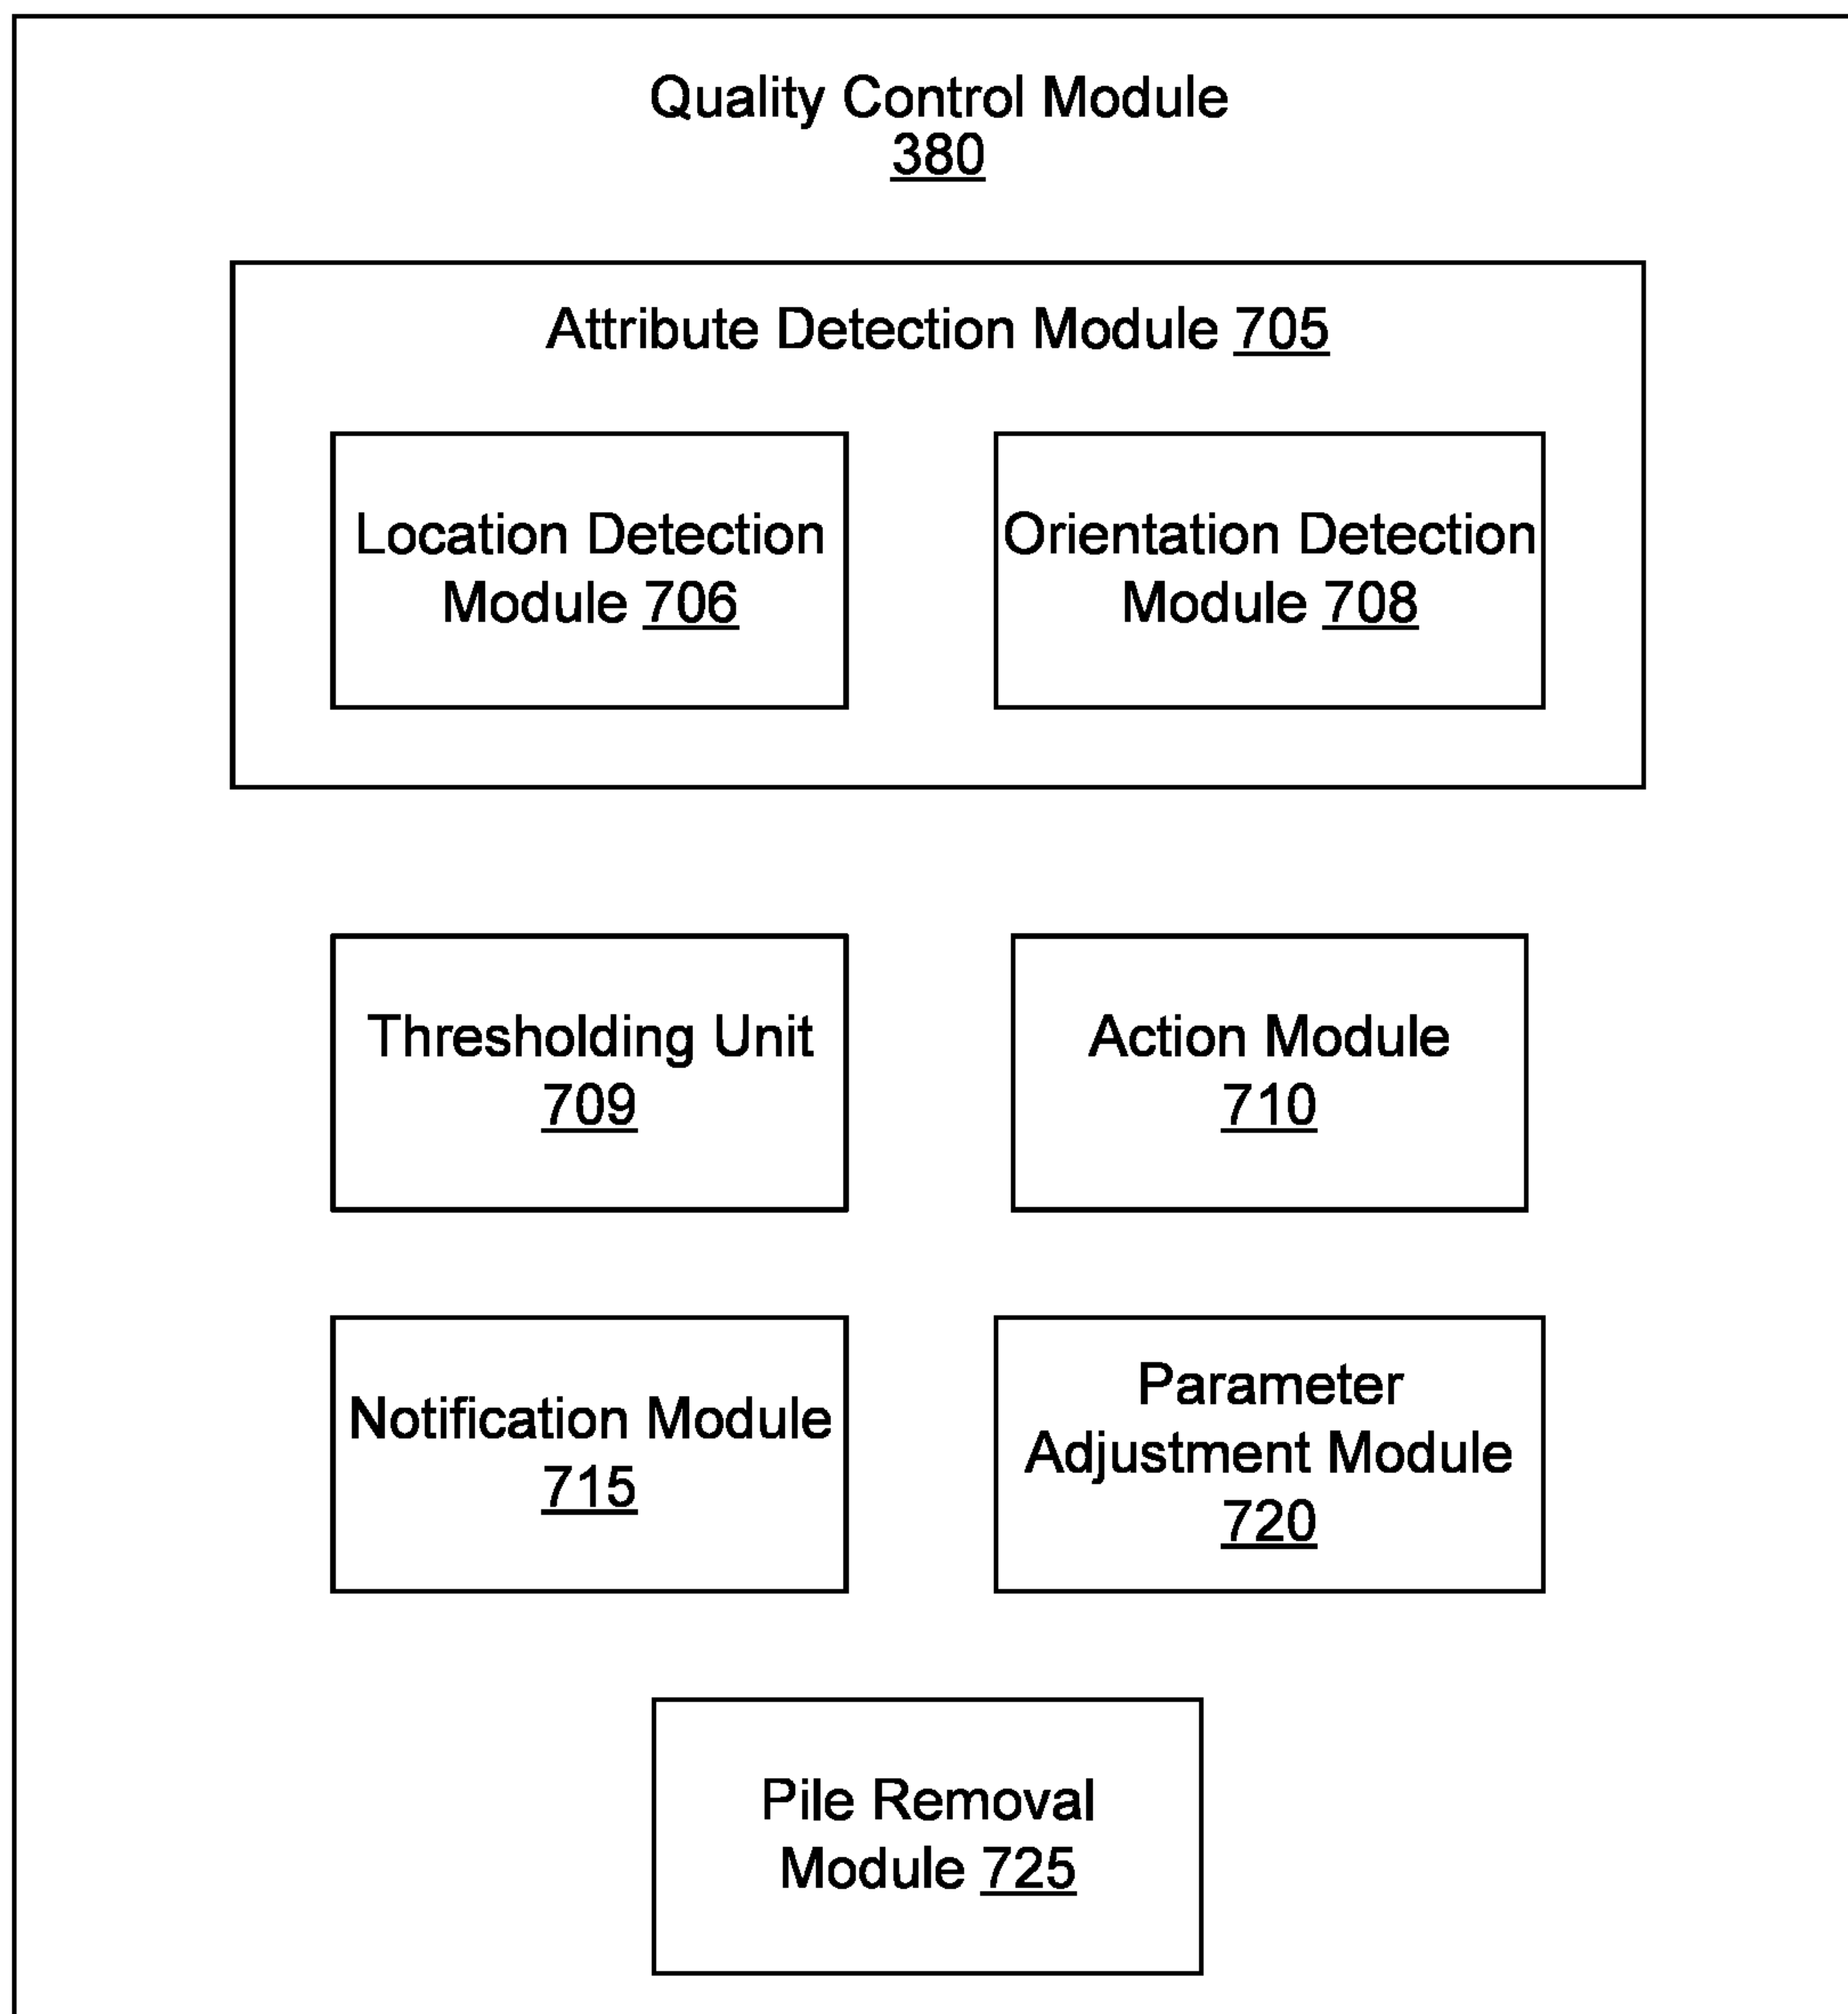 Quality Control Module
380
Attribute Detection Module 705
Location Detection
Module 706
Orientation Detection
Module 708
Thresholding Unit
709
Action Module
710
Notification Module
715
Parameter
Adjustment Module
720
Pile Removal
Module 725